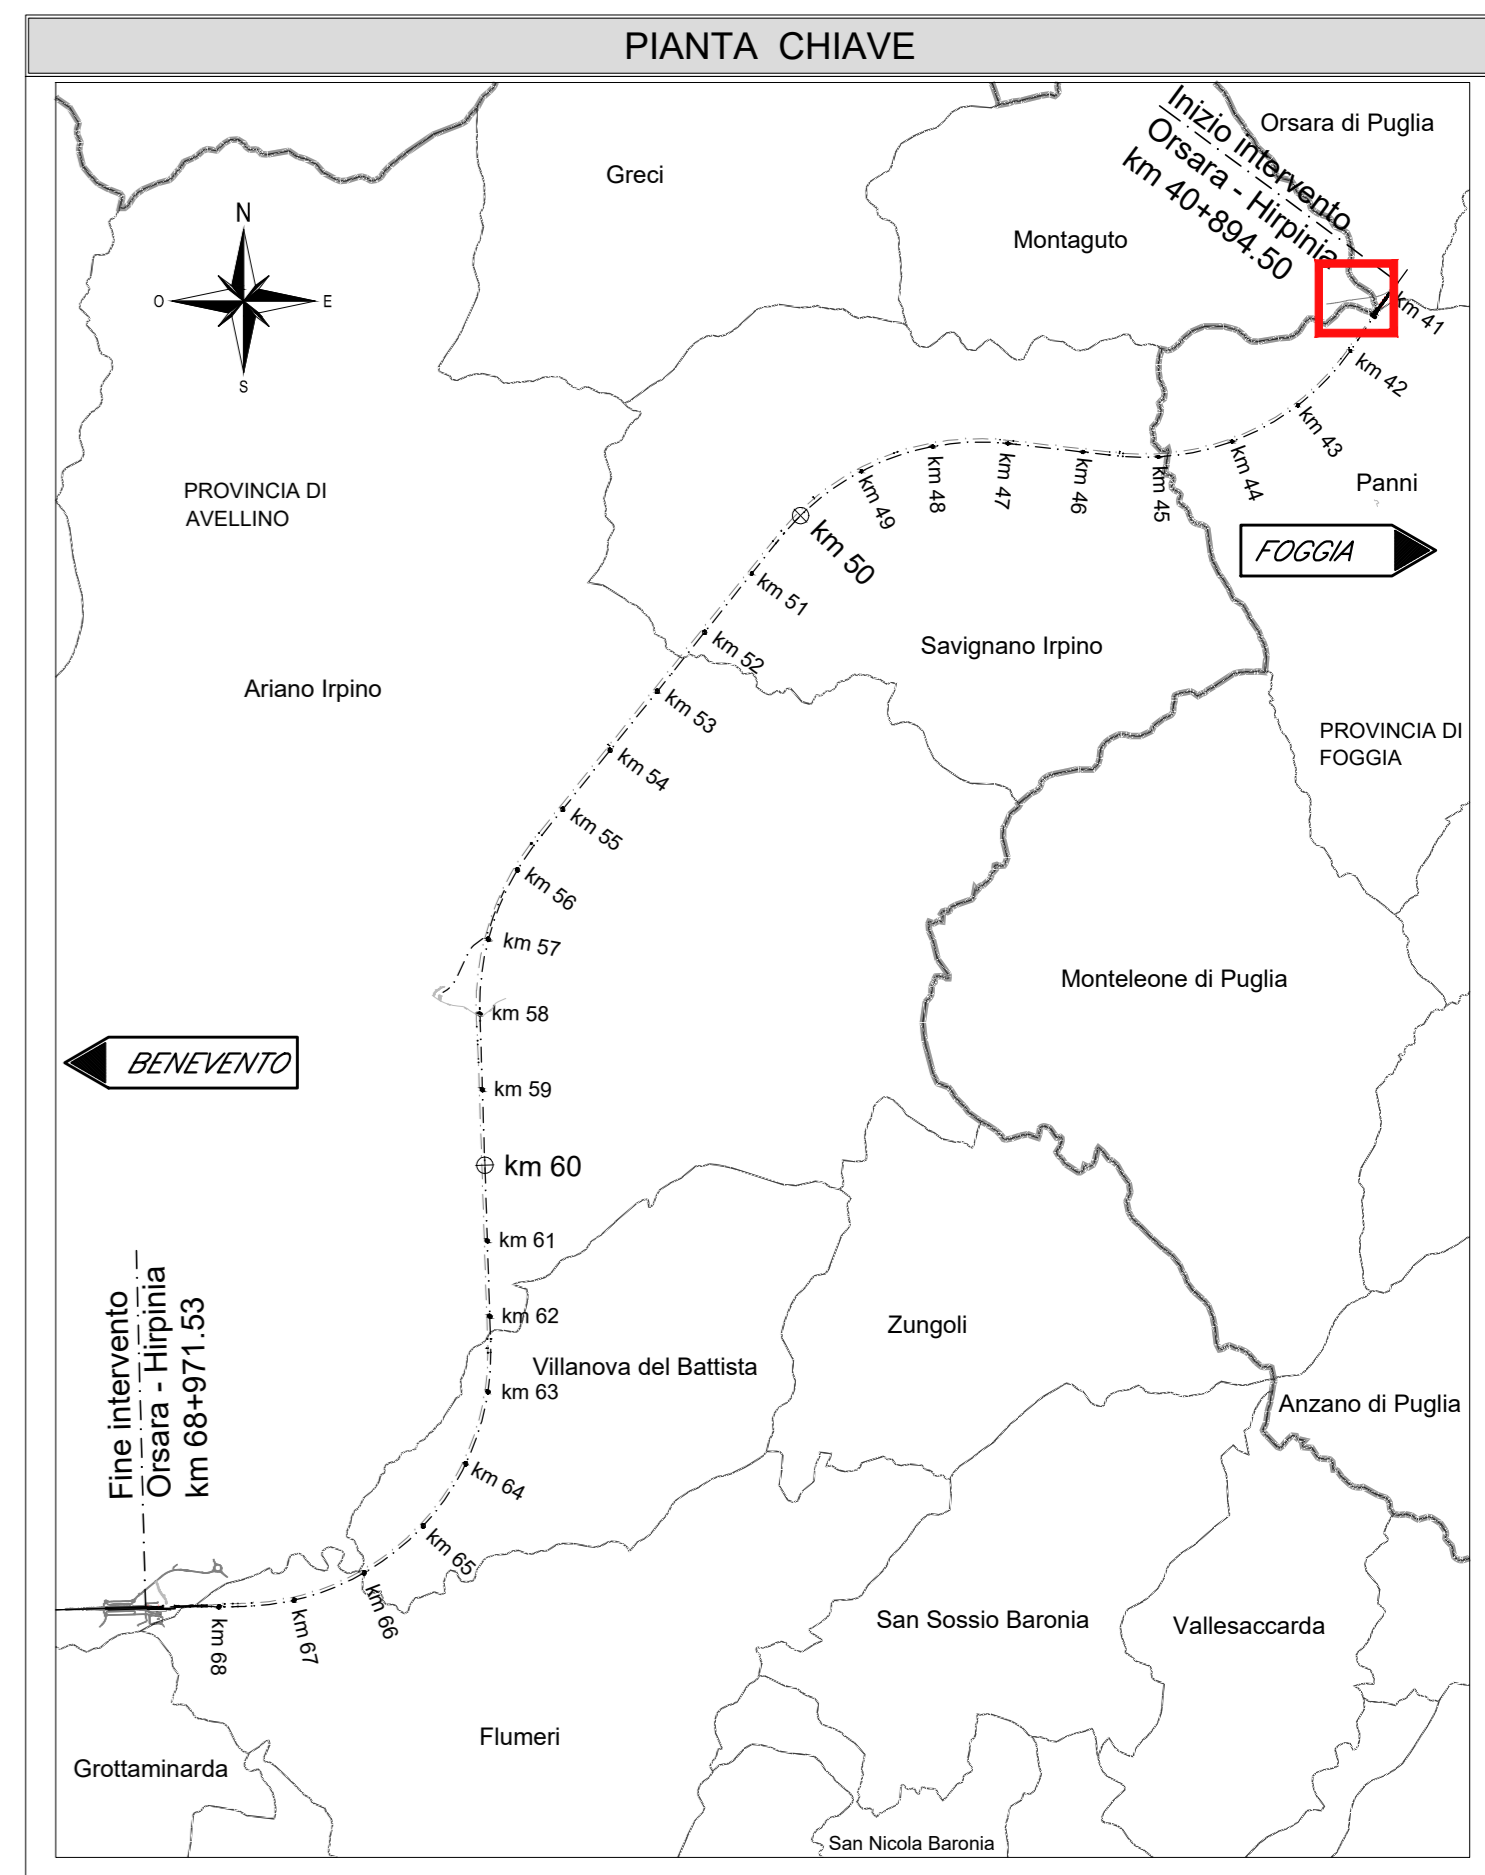 PIANTA CHIAVE
Orsara di Puglia
Inizio intervento
Orsara - Hirpinia
km 40+894.50
Greci
Montaguto
N
O
E
S
km 41
km 42
km 43
km 44
km 45
km 46
km 47
km 48
km 49
km 50
Panni
PROVINCIA DI
AVELLINO
FOGGIA
km 51
km 52
Savignano Irpino
Ariano Irpino
km 53
PROVINCIA DI
FOGGIA
km 54
km 55
km 56
km 57
Monteleone di Puglia
km 58
BENEVENTO
km 59
km 60
km 61
Fine intervento
Orsara - Hirpinia
km 68+971.53
km 62
Zungoli
Villanova del Battista
km 63
Anzano di Puglia
km 64
km 65
km 66
km 67
km 68
San Sossio Baronia
Vallesaccarda
Flumeri
Grottaminarda
San Nicola Baronia